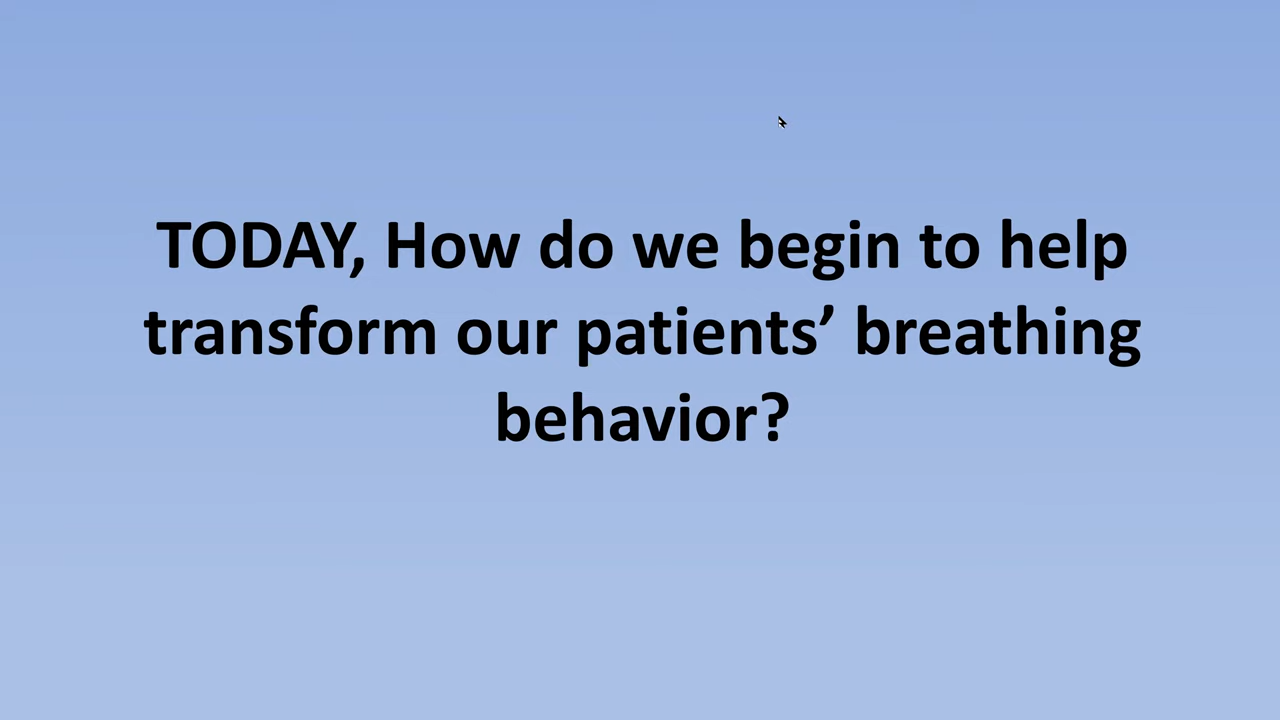 TODAY, How do we begin to help
transform our patients’ breathing
behavior?